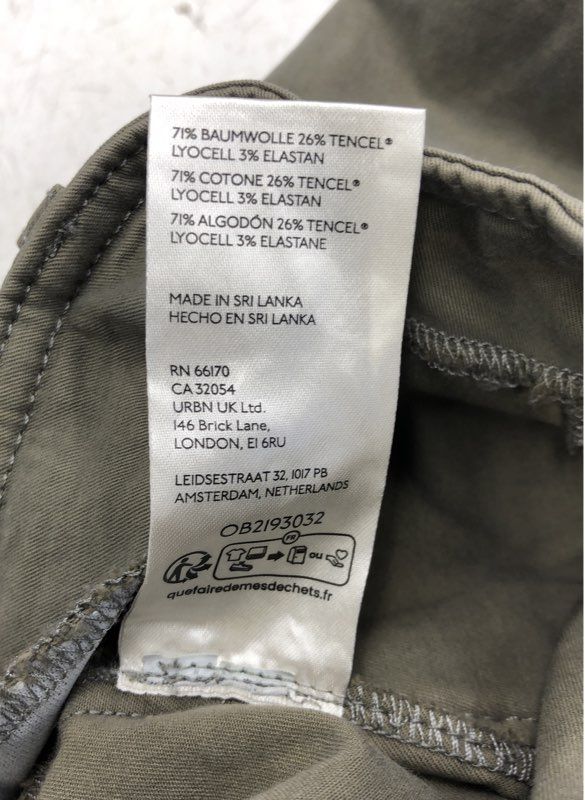 71% BAUMWOLLE 26% TENCEL®
LYOCELL 3% ELASTAN
71% COTONE 26% TENCEL®
LYOCELL 3% ELASTAN
71% ALGODÓN 26% TENCEL®
LYOCELL 3% ELASTANE
MADE IN SRI LANKA
HECHO EN SRI LANKA
RN 66170
CA 32054
URBN UK Ltd.
146 Brick Lane,
LONDON, E1 6RU
LEIDSESTRAAT 32, 1017 PB
AMSTERDAM, NETHERLANDS
OB2193032
FR
ou
quefairedemesdechets.fr